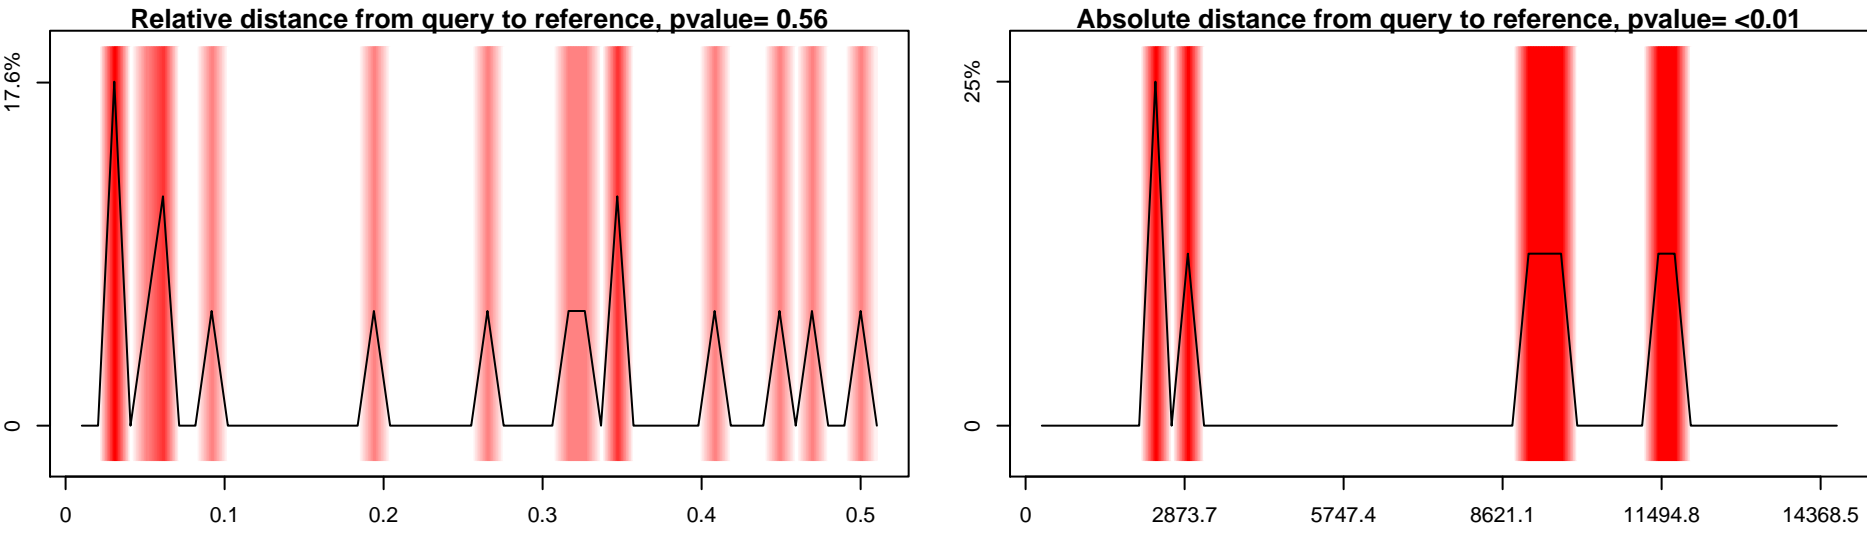 Relative distance from query to reference, pvalue= 0.56
17.6%
0
0 0.1 0.2 0.3 0.4 0.5
Absolute distance from query to reference, pvalue= <0.01
25%
0
0 2873.7 5747.4 8621.1 11494.8 14368.5